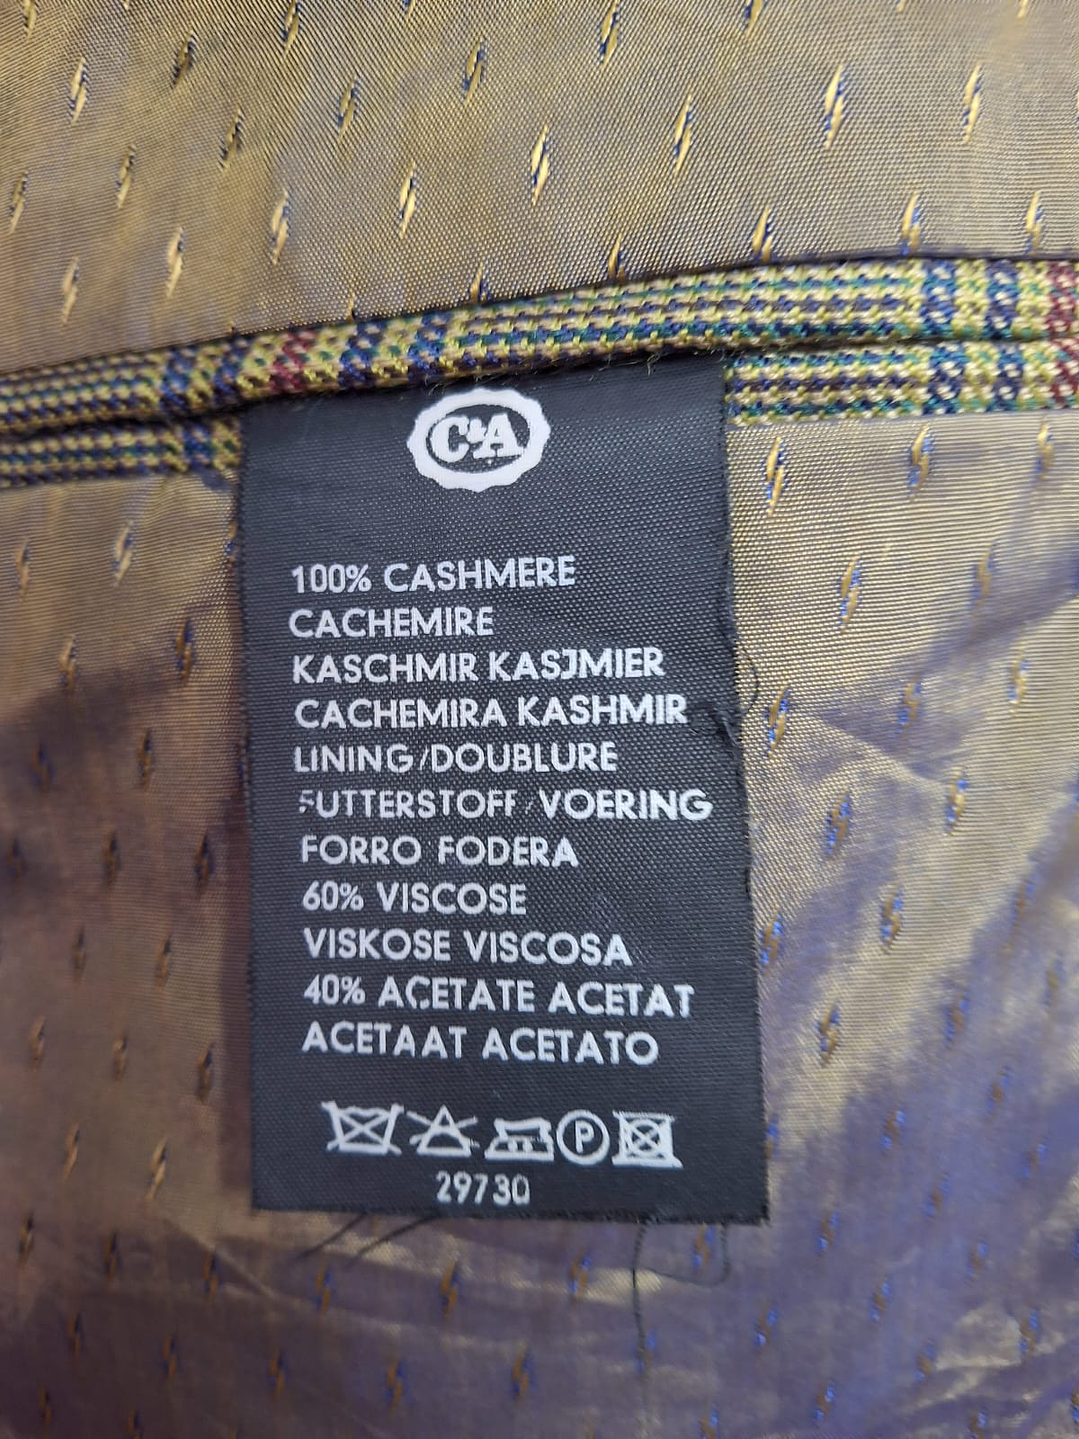 C&A
100% CASHMERE
CACHEMIRE
KASCHMIR KASJMIER
CACHEMIRA KASHMIR
LINING/DOUBLURE
FUTTERSTOFF/VOERING
FORRO FODERA
60% VISCOSE
VISKOSE VISCOSA
40% ACETATE ACETAT
ACETAAT ACETATO
P
29730